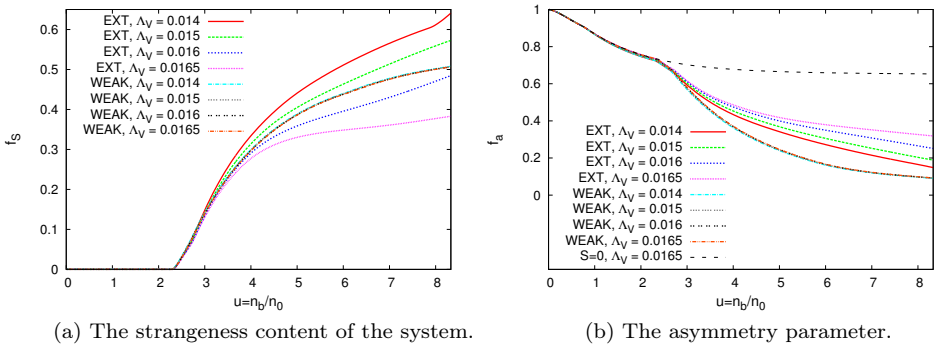 0.6
0.5
0.4
0.3
0.2
0.1
0
f_S
EXT, Λ_V = 0.014
EXT, Λ_V = 0.015
EXT, Λ_V = 0.016
EXT, Λ_V = 0.0165
WEAK, Λ_V = 0.014
WEAK, Λ_V = 0.015
WEAK, Λ_V = 0.016
WEAK, Λ_V = 0.0165
0 1 2 3 4 5 6 7 8
u=n_b/n_0
(a) The strangeness content of the system.
1
0.8
0.6
0.4
0.2
0
f_a
EXT, Λ_V = 0.014
EXT, Λ_V = 0.015
EXT, Λ_V = 0.016
EXT, Λ_V = 0.0165
WEAK, Λ_V = 0.014
WEAK, Λ_V = 0.015
WEAK, Λ_V = 0.016
WEAK, Λ_V = 0.0165
S=0, Λ_V = 0.0165
0 1 2 3 4 5 6 7 8
u=n_b/n_0
(b) The asymmetry parameter.